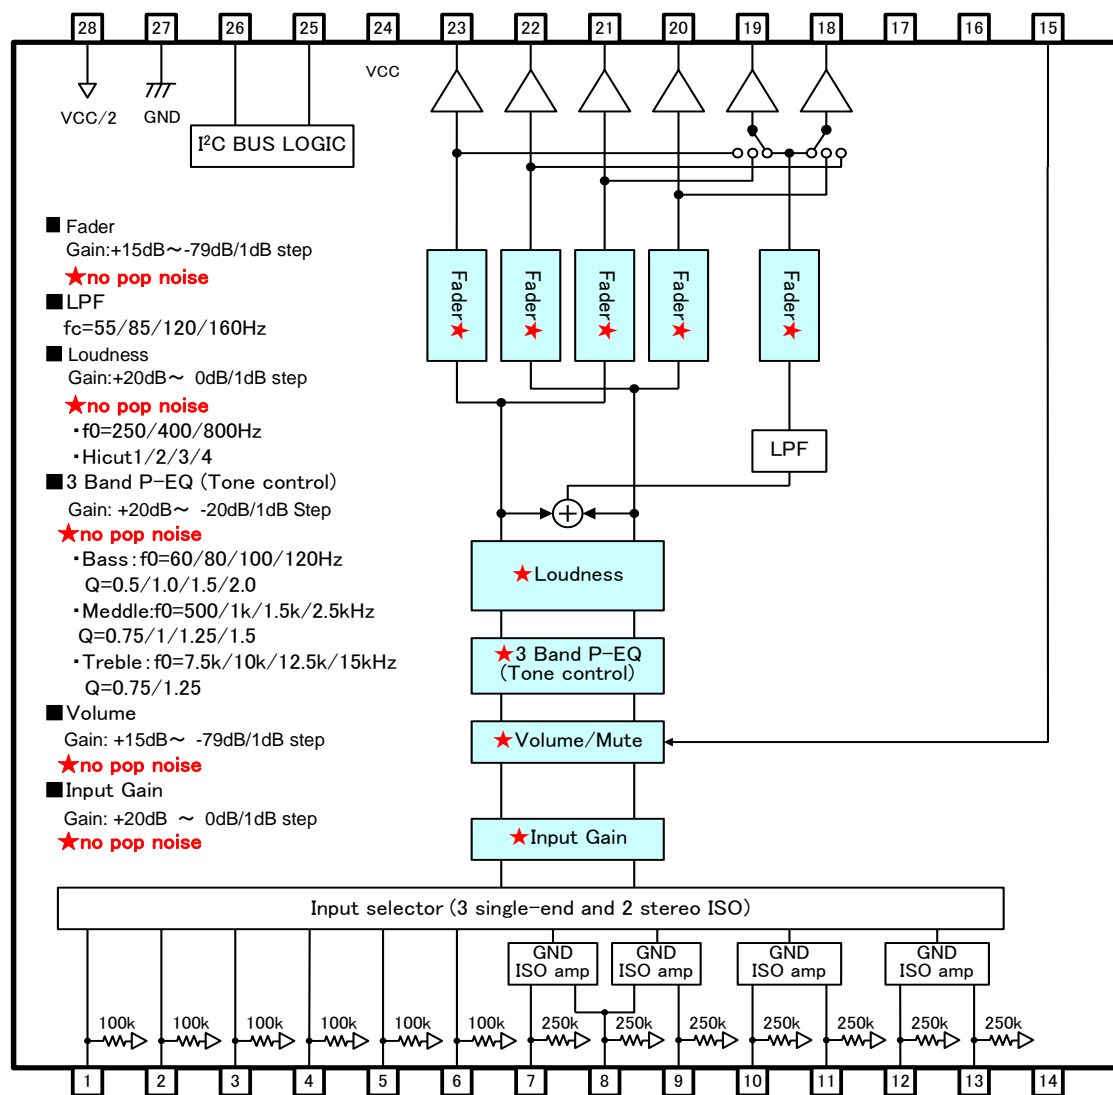 28 27 26 25 24 23 22 21 20 19 18 17 16 15
VCC
VCC/2
GND
I²C BUS LOGIC
■ Fader
Gain:+15dB～-79dB/1dB step
★no pop noise
■ LPF
fc=55/85/120/160Hz
■ Loudness
Gain:+20dB～ 0dB/1dB step
★no pop noise
・f0=250/400/800Hz
・Hicut1/2/3/4
■ 3 Band P-EQ (Tone control)
Gain: +20dB～ -20dB/1dB Step
★no pop noise
・Bass：f0=60/80/100/120Hz
Q=0.5/1.0/1.5/2.0
・Meddle:f0=500/1k/1.5k/2.5kHz
Q=0.75/1/1.25/1.5
・Treble：f0=7.5k/10k/12.5k/15kHz
Q=0.75/1.25
■ Volume
Gain: +15dB～ -79dB/1dB step
★no pop noise
■ Input Gain
Gain: +20dB ～ 0dB/1dB step
★no pop noise
Fader★
Fader★
Fader★
Fader★
Fader★
LPF
★Loudness
★3 Band P-EQ
(Tone control)
★Volume/Mute
★Input Gain
Input selector (3 single-end and 2 stereo ISO)
GND
ISO amp
GND
ISO amp
GND
ISO amp
GND
ISO amp
100k 100k 100k 100k 100k 100k 250k 250k 250k 250k 250k 250k 250k
1 2 3 4 5 6 7 8 9 10 11 12 13 14